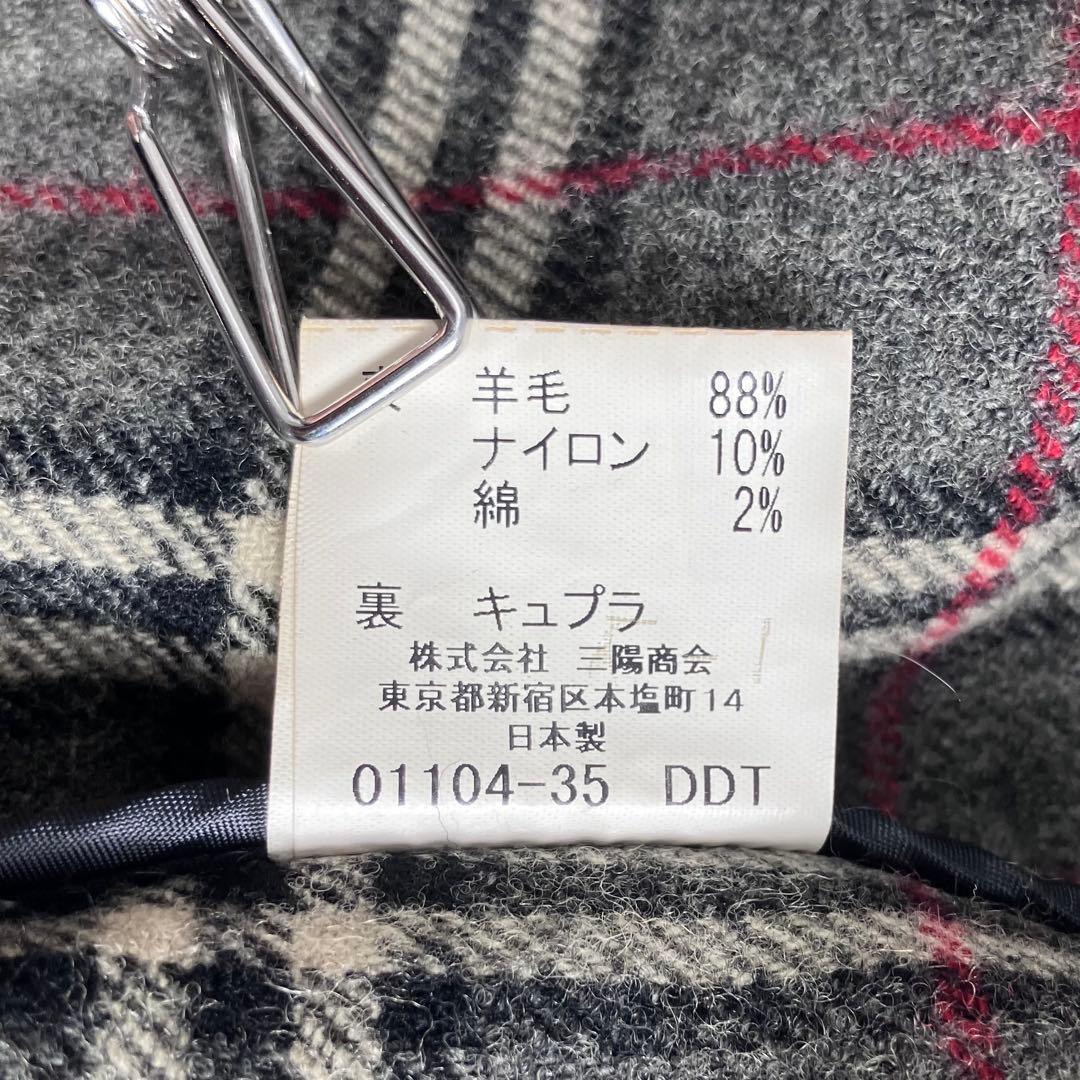 羊毛 88%
ナイロン 10%
綿 2%
裏 キュプラ
株式会社 三陽商会
東京都新宿区本塩町14
日本製
01104-35 DDT